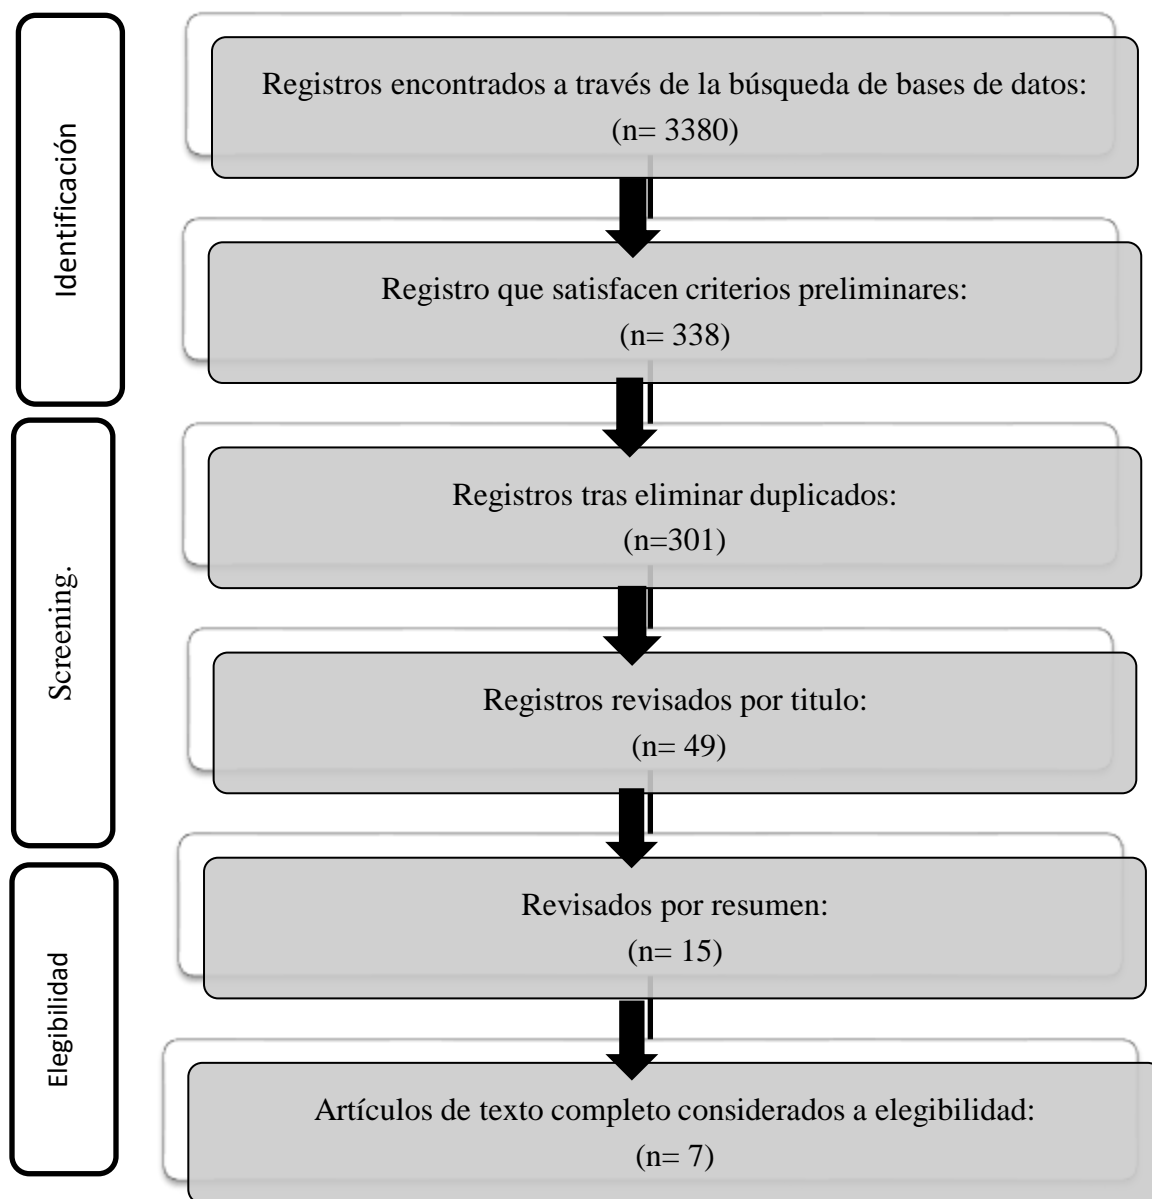 Identificación
Registros encontrados a través de la búsqueda de bases de datos:
(n= 3380)
Registro que satisfacen criterios preliminares:
(n= 338)
Screening.
Registros tras eliminar duplicados:
(n=301)
Registros revisados por titulo:
(n= 49)
Elegibilidad
Revisados por resumen:
(n= 15)
Artículos de texto completo considerados a elegibilidad:
(n= 7)